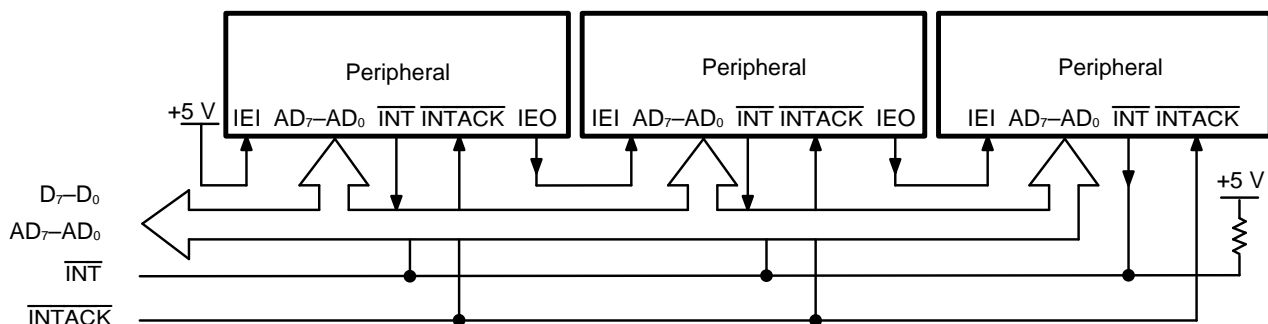 Peripheral Peripheral Peripheral
+5 V IEI AD₇–AD₀ INT INTACK IEO IEI AD₇–AD₀ INT INTACK IEO IEI AD₇–AD₀ INT INTACK
+5 V
D₇–D₀
AD₇–AD₀
INT
INTACK